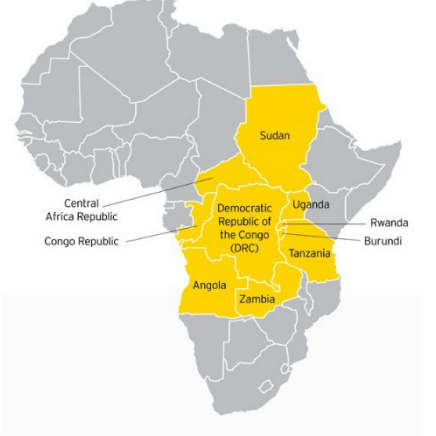 Sudan
Central
Africa Republic
Uganda
Democratic
Republic of
the Congo
(DRC)
Rwanda
Congo Republic
Burundi
Tanzania
Angola
Zambia